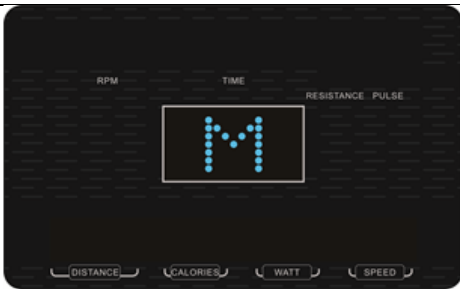 RPM TIME
RESISTANCE PULSE
M
DISTANCE CALORIES WATT SPEED